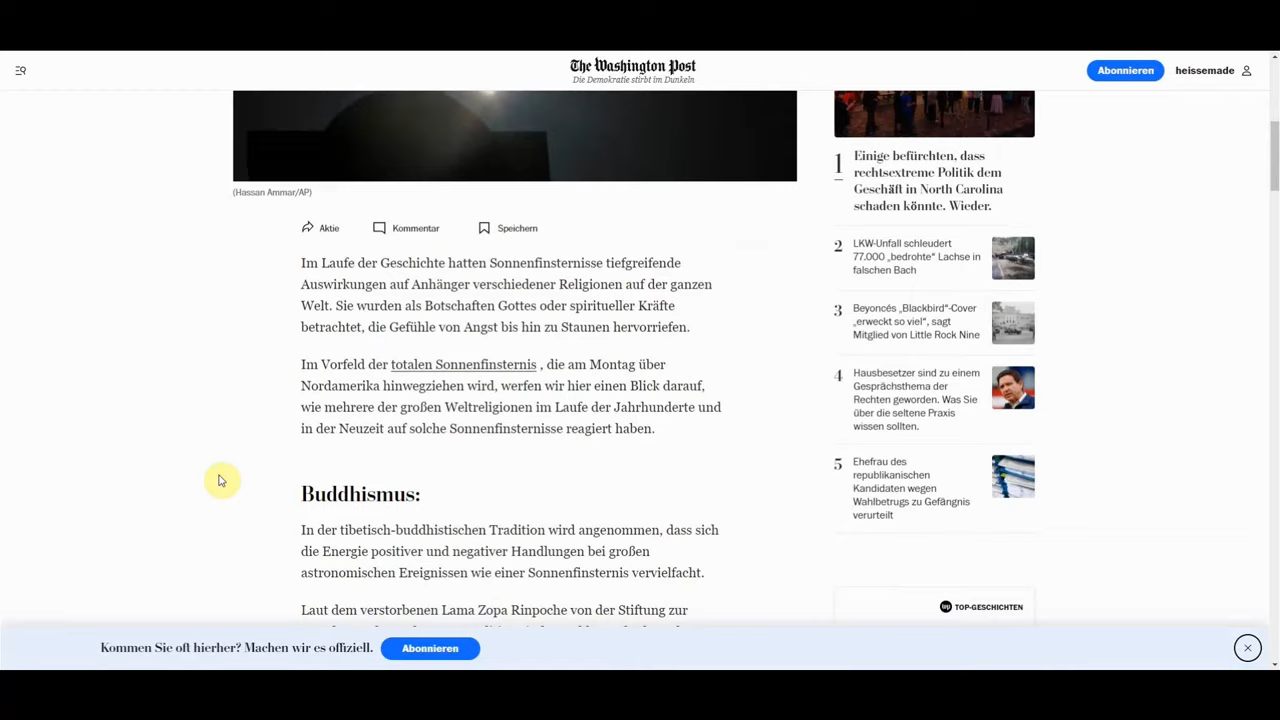 The Washington Post
Die Demokratie stirbt im Dunkeln
Abonnieren
heissemade
(Hassan Ammar/AP)
Aktie
Kommentar
Speichern
Im Laufe der Geschichte hatten Sonnenfinsternisse tiefgreifende
Auswirkungen auf Anhänger verschiedener Religionen auf der ganzen
Welt. Sie wurden als Botschaften Gottes oder spiritueller Kräfte
betrachtet, die Gefühle von Angst bis hin zu Staunen hervorriefen.
Im Vorfeld der totalen Sonnenfinsternis , die am Montag über
Nordamerika hinwegziehen wird, werfen wir hier einen Blick darauf,
wie mehrere der großen Weltreligionen im Laufe der Jahrhunderte und
in der Neuzeit auf solche Sonnenfinsternisse reagiert haben.
Buddhismus:
In der tibetisch-buddhistischen Tradition wird angenommen, dass sich
die Energie positiver und negativer Handlungen bei großen
astronomischen Ereignissen wie einer Sonnenfinsternis vervielfacht.
Laut dem verstorbenen Lama Zopa Rinpoche von der Stiftung zur
1
Einige befürchten, dass
rechtsextreme Politik dem
Geschäft in North Carolina
schaden könnte. Wieder.
2
LKW-Unfall schleudert
77.000 „bedrohte“ Lachse in
falschen Bach
3
Beyoncés „Blackbird“-Cover
„erweckt so viel“, sagt
Mitglied von Little Rock Nine
4
Hausbesetzer sind zu einem
Gesprächsthema der
Rechten geworden. Was Sie
über die seltene Praxis
wissen sollten.
5
Ehefrau des
republikanischen
Kandidaten wegen
Wahlbetrugs zu Gefängnis
verurteilt
TOP-GESCHICHTEN
Kommen Sie oft hierher? Machen wir es offiziell.
Abonnieren